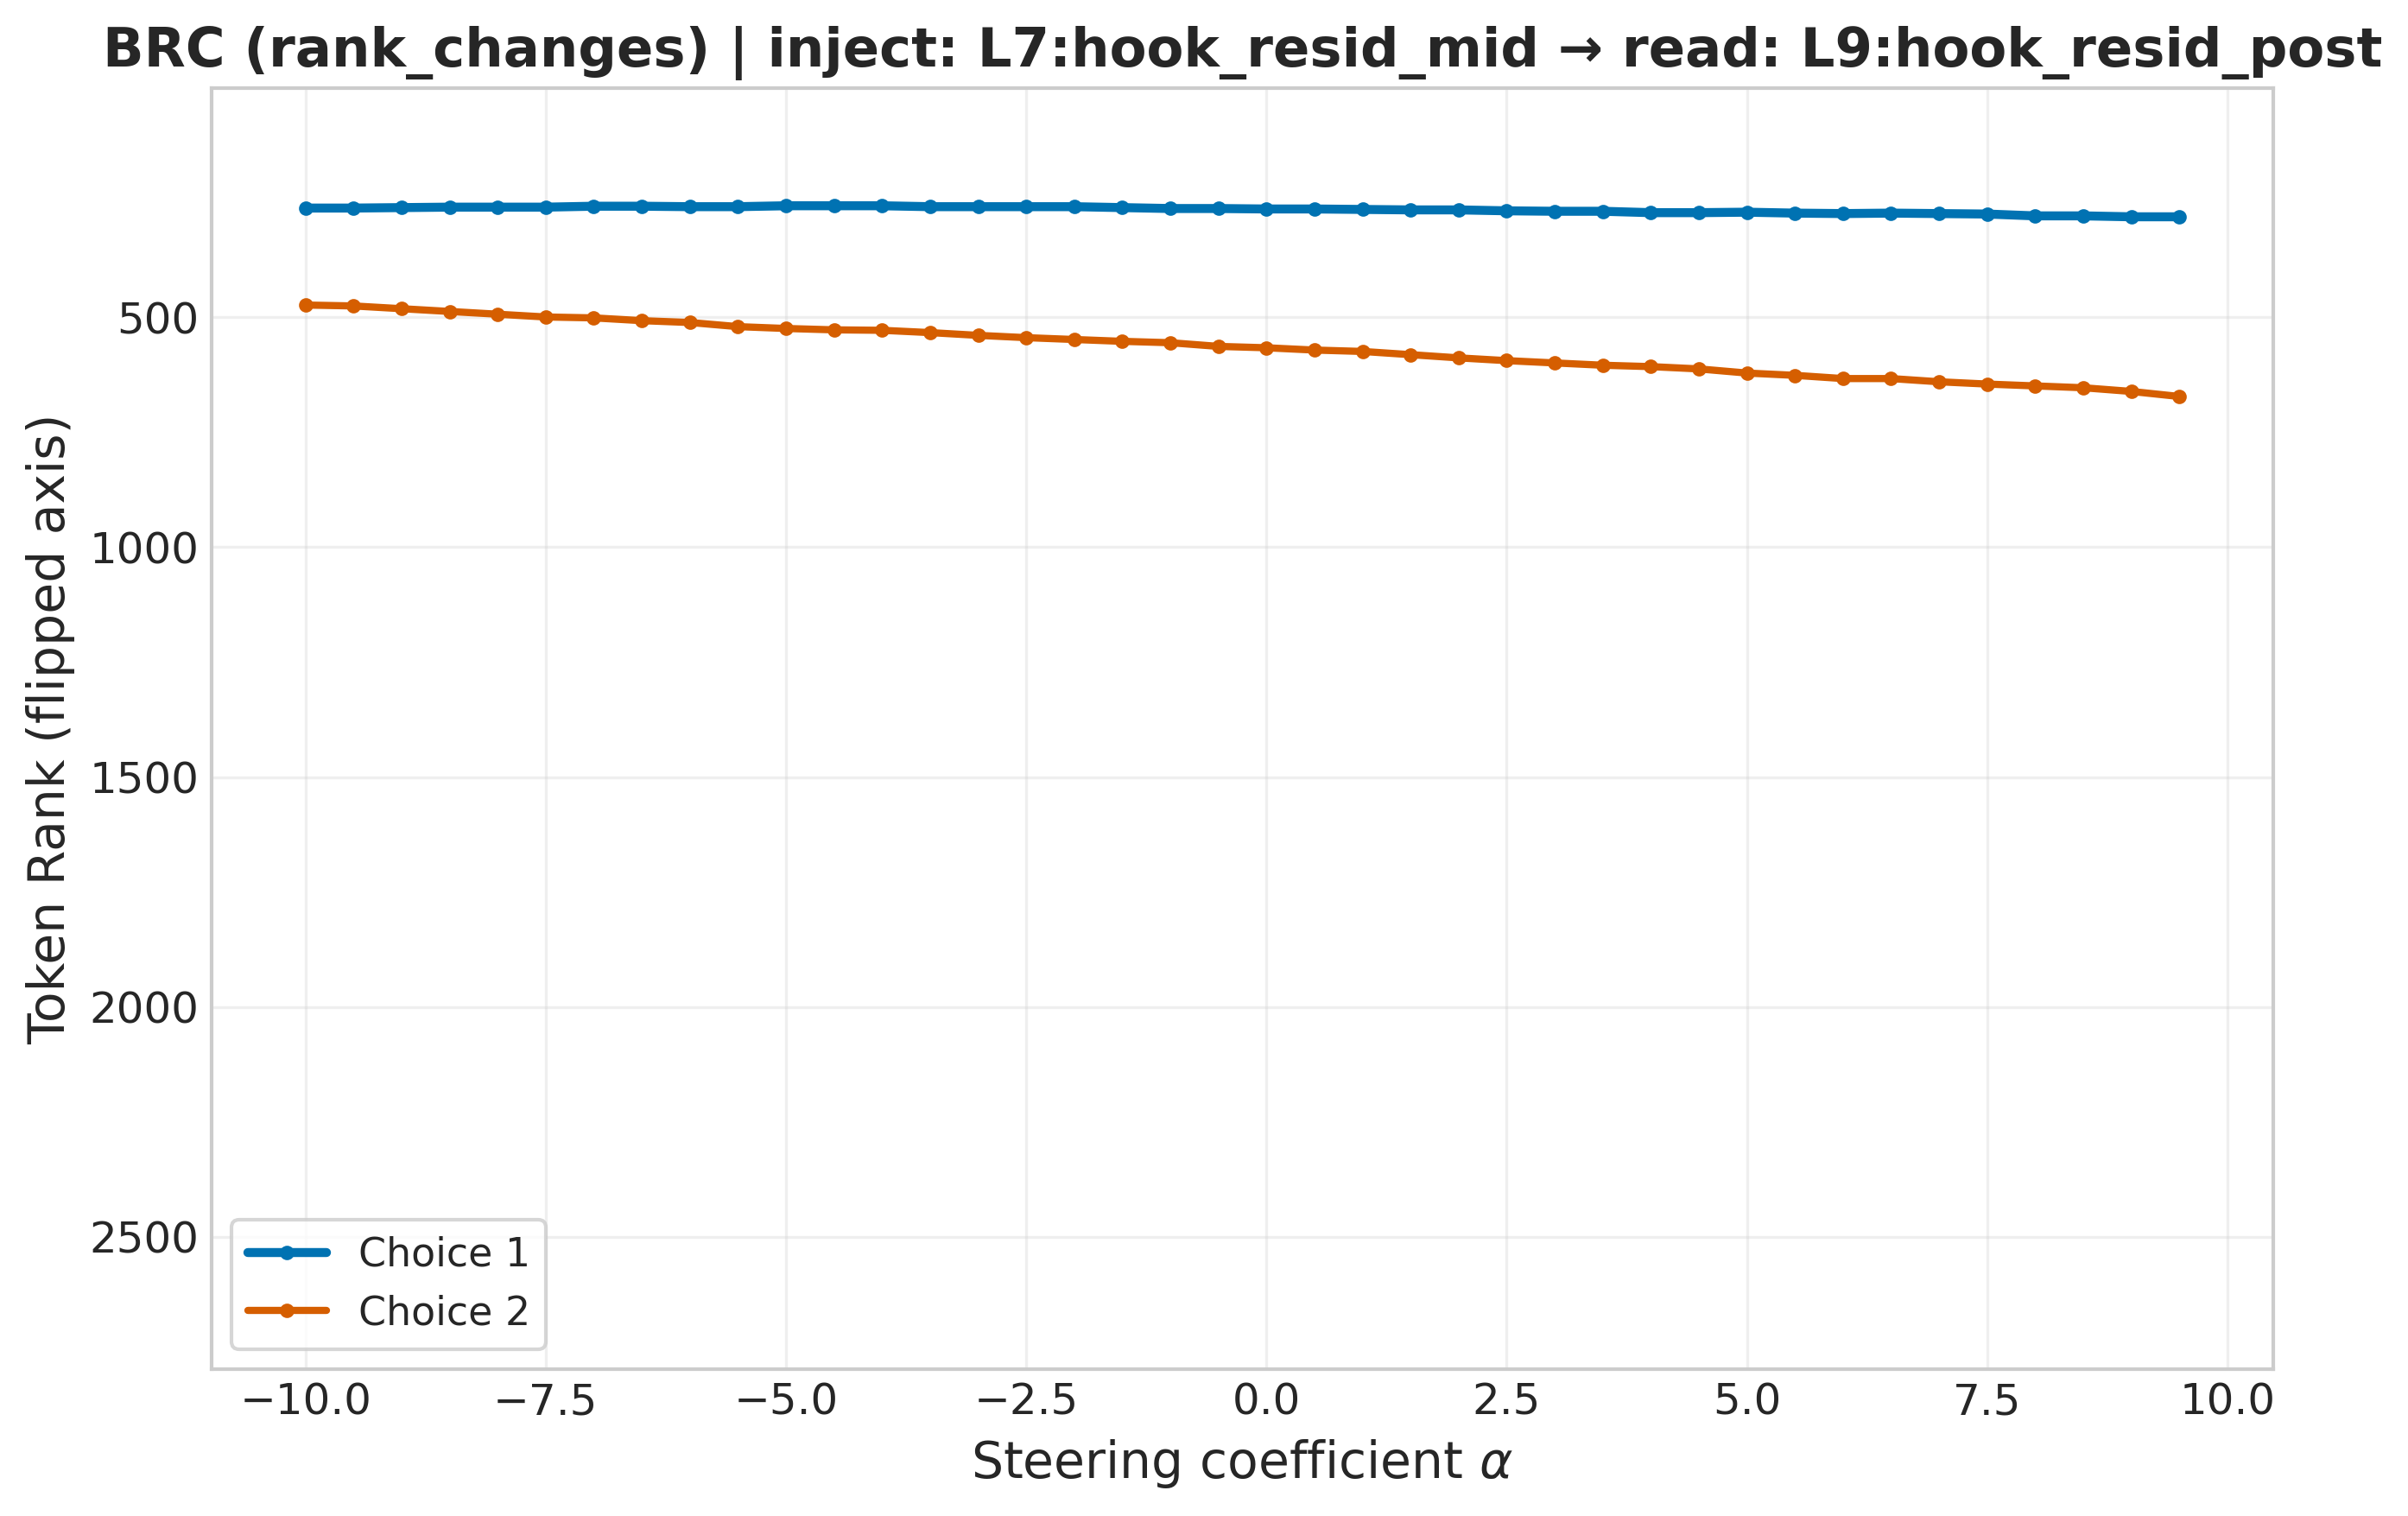 BRC (rank_changes) | inject: L7:hook_resid_mid → read: L9:hook_resid_post
Token Rank (flipped axis)
500
1000
1500
2000
2500
Choice 1
Choice 2
−10.0 −7.5 −5.0 −2.5 0.0 2.5 5.0 7.5 10.0
Steering coefficient α